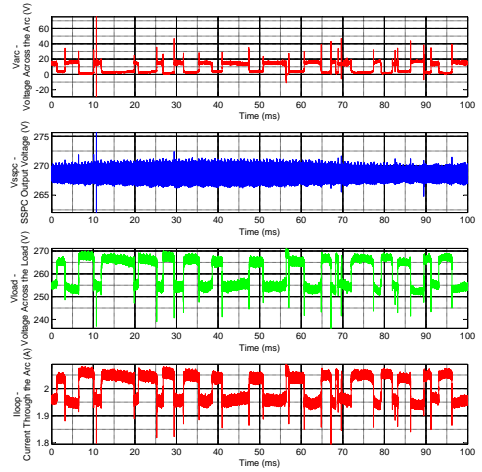 Varc -
Voltage Across the Arc (V)
60
40
20
0
0 10 20 30 40 50 60 70 80 90 100
Time (ms)
Vsspc -
SSPC Output Voltage (V)
275
270
265
0 10 20 30 40 50 60 70 80 90 100
Time (ms)
Vload -
Voltage Across the Load (V)
270
260
250
240
0 10 20 30 40 50 60 70 80 90 100
Time (ms)
Iloop -
Current Through the Arc (A)
2
1.9
1.8
0 10 20 30 40 50 60 70 80 90 100
Time (ms)